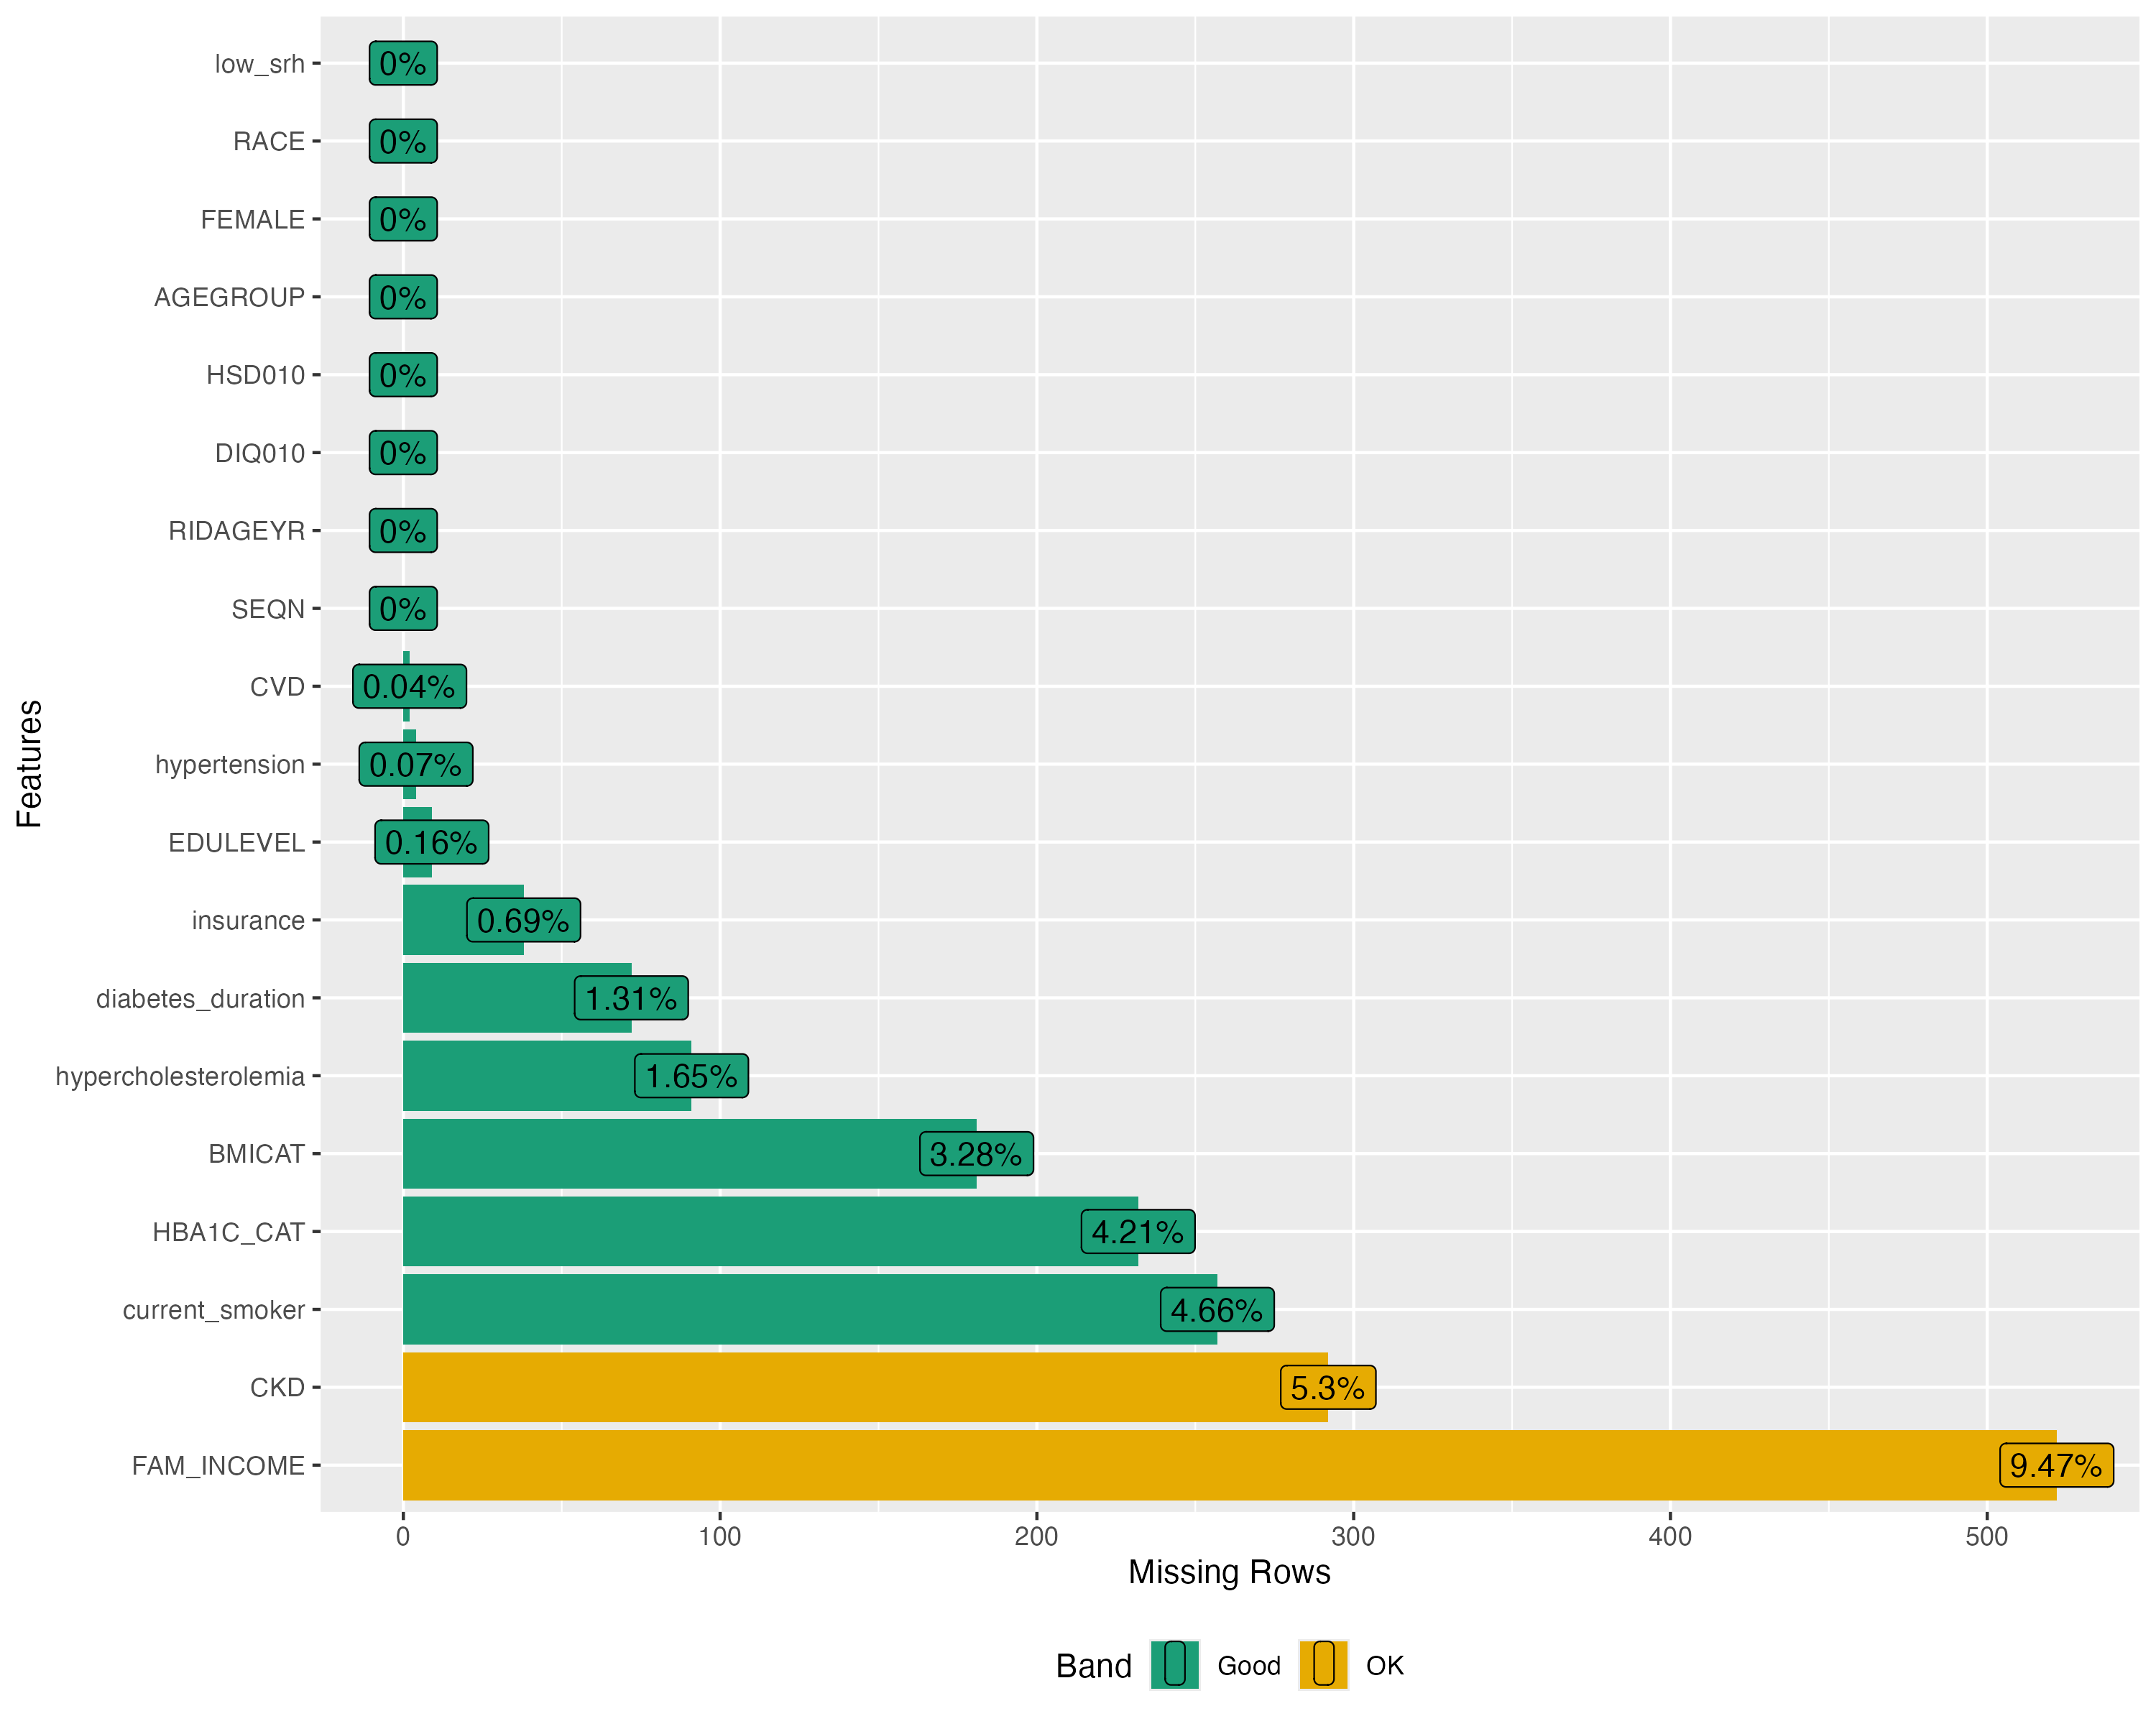 low_srh 0%
RACE 0%
FEMALE 0%
AGEGROUP 0%
HSD010 0%
DIQ010 0%
RIDAGEYR 0%
SEQN 0%
CVD 0.04%
hypertension 0.07%
EDULEVEL 0.16%
insurance 0.69%
diabetes_duration 1.31%
hypercholesterolemia 1.65%
BMICAT 3.28%
HBA1C_CAT 4.21%
current_smoker 4.66%
CKD 5.3%
FAM_INCOME 9.47%
Features
0 100 200 300 400 500
Missing Rows
Band Good OK